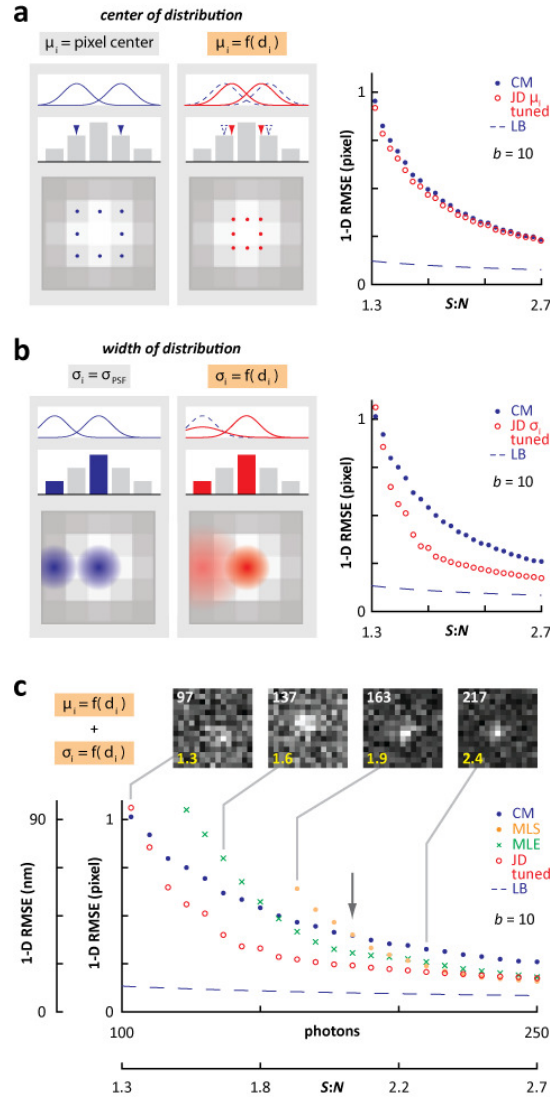 a
center of distribution
μi = pixel center
μi = f( di )
CM
JD μi tuned
LB
b = 10
1-D RMSE (pixel)
1
0
1.3
S:N
2.7
b
width of distribution
σi = σPSF
σi = f( di )
CM
JD σi tuned
LB
b = 10
1-D RMSE (pixel)
1
0
1.3
S:N
2.7
c
μi = f( di )
+
σi = f( di )
97
1.3
137
1.6
163
1.9
217
2.4
CM
MLS
MLE
JD tuned
LB
b = 10
1-D RMSE (nm)
90
0
1-D RMSE (pixel)
1
0
100
photons
250
1.3
1.8
S:N
2.2
2.7